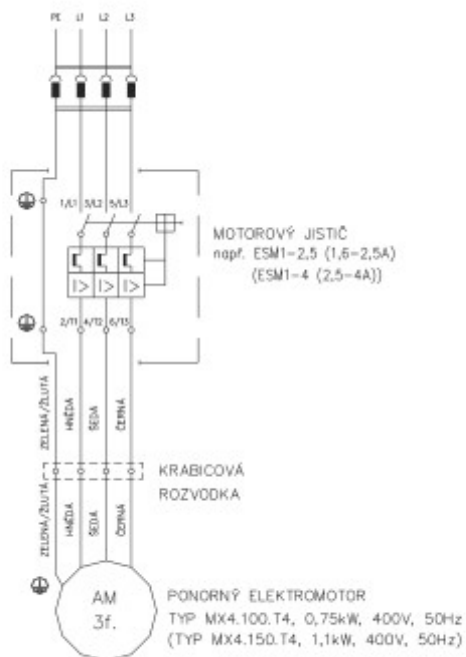 PE L1 L2 L3
1/L1 3/L2 5/L3
MOTOROVÝ JISTIČ
např. ESM1-2,5 (1,6-2,5A)
(ESM1-4 (2,5-4A))
I> I> I>
2/T1 4/T2 6/T3
ZELENÁ/ŽLUTÁ
HNĚDÁ
ŠEDÁ
ČERNÁ
KRABICOVÁ
ROZVODKA
ZELENÁ/ŽLUTÁ
HNĚDÁ
ŠEDÁ
ČERNÁ
AM
3f.
PONORNÝ ELEKTROMOTOR
TYP MX4.100.T4, 0,75kW, 400V, 50Hz
(TYP MX4.150.T4, 1,1kW, 400V, 50Hz)